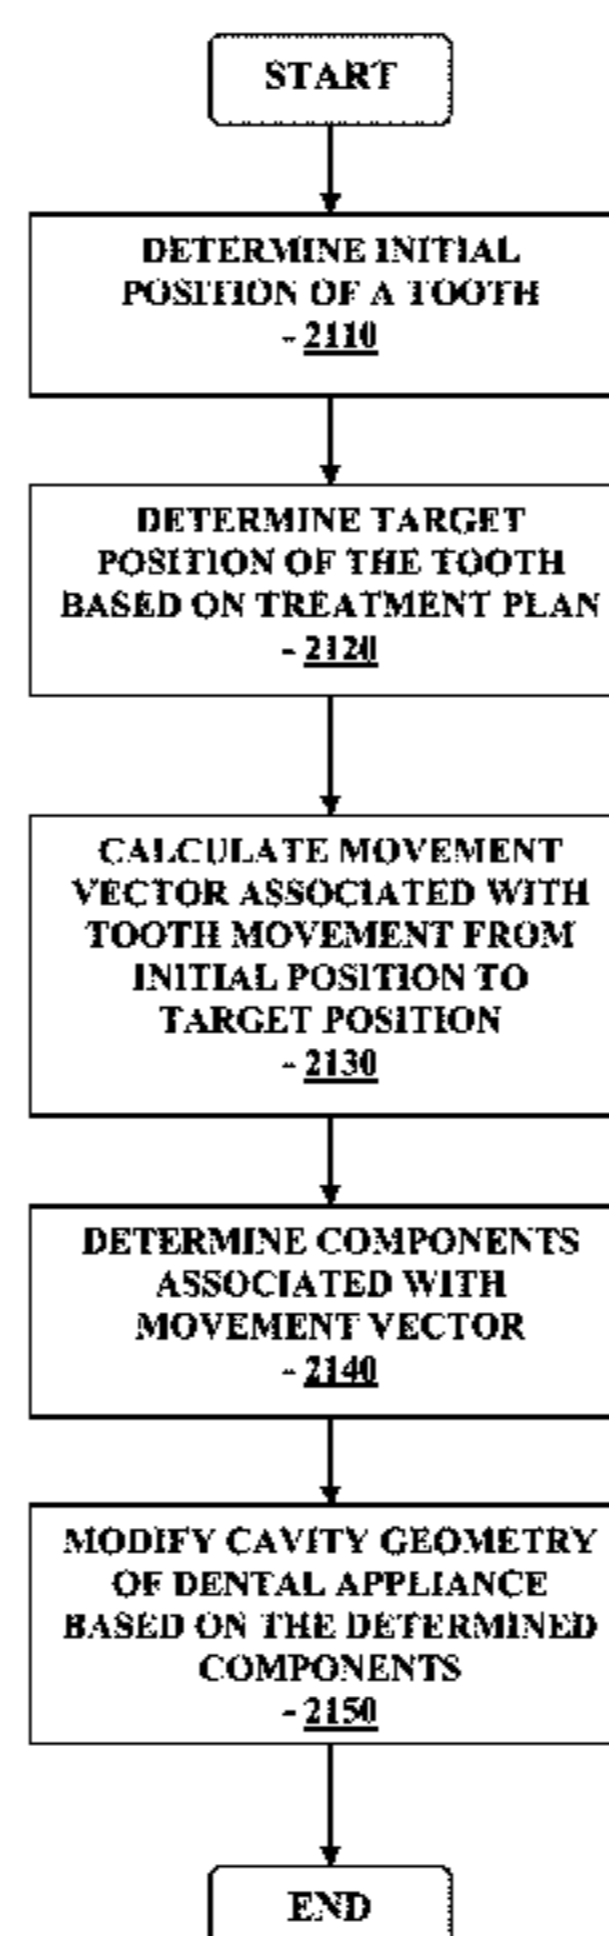 START
DETERMINE INITIAL
POSITION OF A TOOTH
- 2110
DETERMINE TARGET
POSITION OF THE TOOTH
BASED ON TREATMENT PLAN
- 2120
CALCULATE MOVEMENT
VECTOR ASSOCIATED WITH
TOOTH MOVEMENT FROM
INITIAL POSITION TO
TARGET POSITION
- 2130
DETERMINE COMPONENTS
ASSOCIATED WITH
MOVEMENT VECTOR
- 2140
MODIFY CAVITY GEOMETRY
OF DENTAL APPLIANCE
BASED ON THE DETERMINED
COMPONENTS
- 2150
END